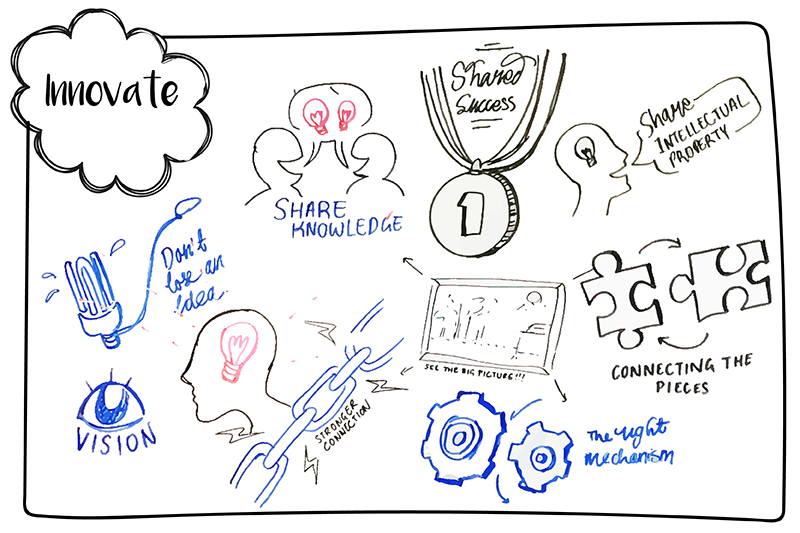 Innovate
Shared
Success
1
Share
INTELLECTUAL
PROPERTY
SHARE
KNOWLEDGE
Don't
lose an
idea.
SEE THE BIG PICTURE!!!
CONNECTING THE
PIECES
STRONGER
CONNECTION
VISION
The right
mechanism